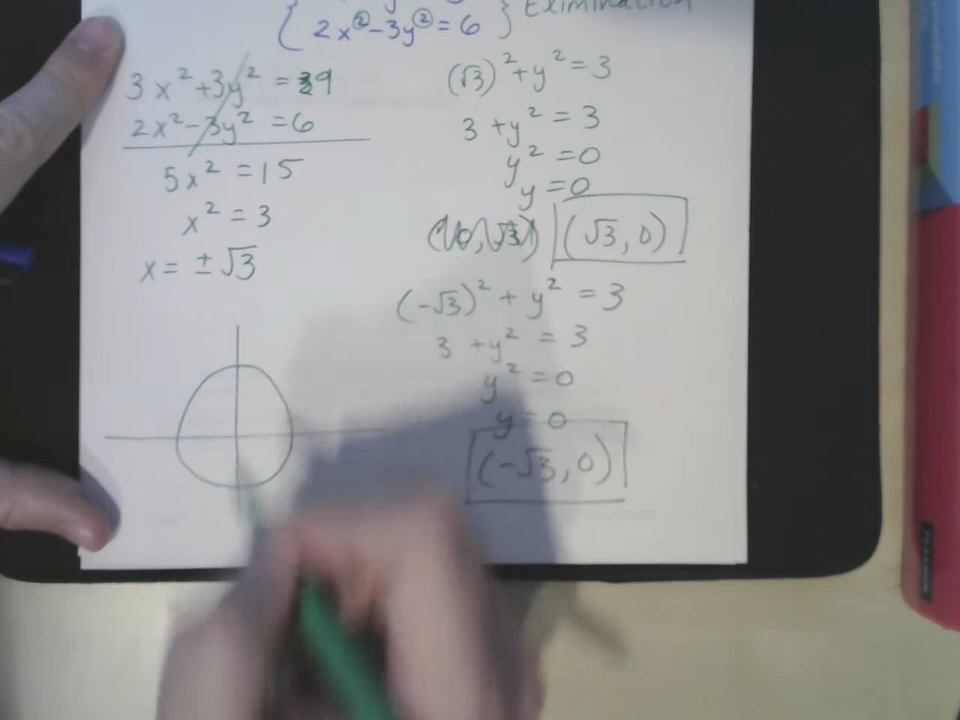 Elimination
2x² - 3y² = 6
3x² + 3y² = 9
2x² - 3y² = 6
5x² = 15
x² = 3
x = ±√3
(√3)² + y² = 3
3 + y² = 3
y² = 0
y = 0
(√3, 0)
(-√3)² + y² = 3
3 + y² = 3
y² = 0
y = 0
(-√3, 0)